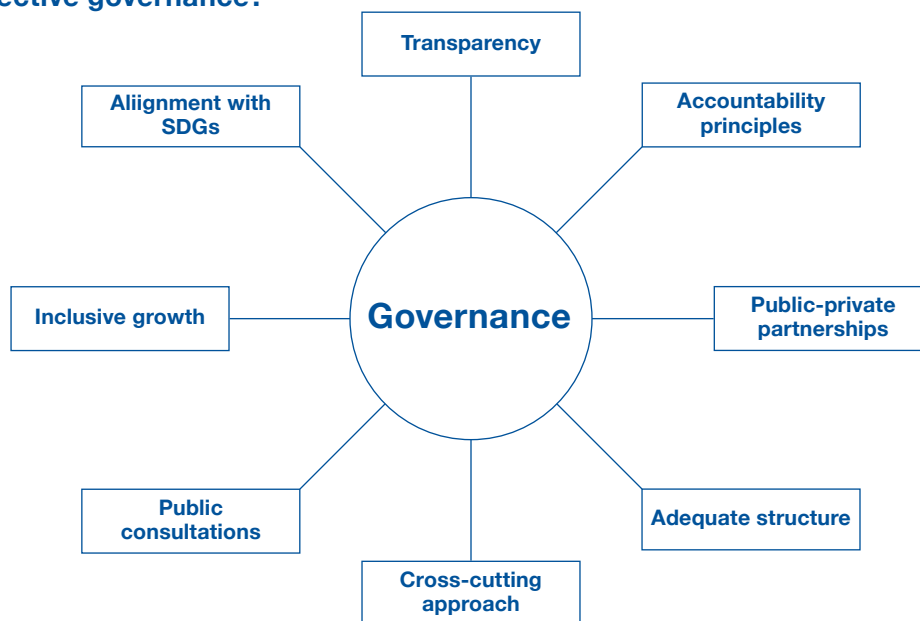 ective governance?
Transparency
Aliignment with
SDGs
Accountability
principles
Inclusive growth
Governance
Public-private
partnerships
Public
consultations
Adequate structure
Cross-cutting
approach